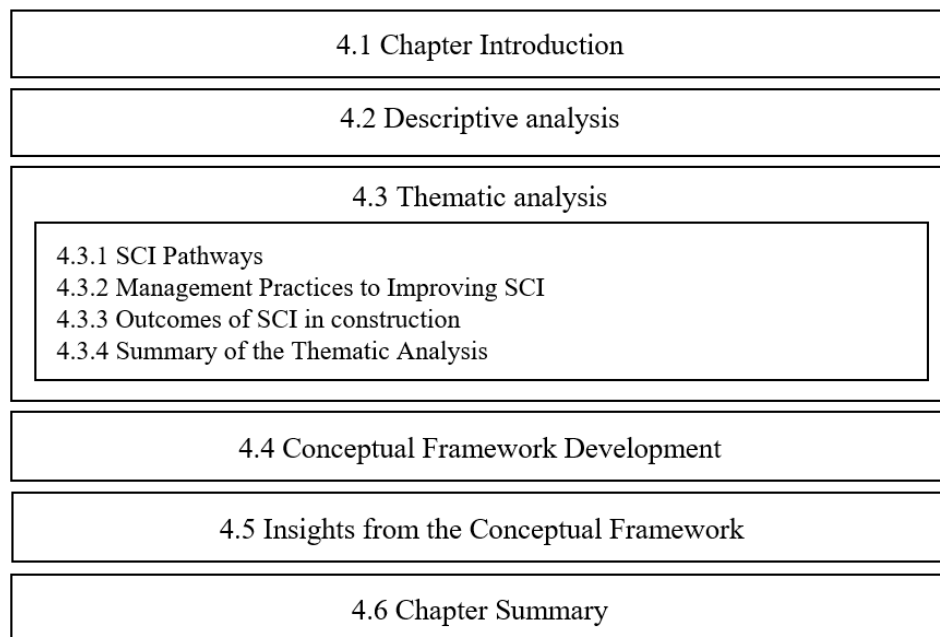 4.1 Chapter Introduction
4.2 Descriptive analysis
4.3 Thematic analysis
4.3.1 SCI Pathways
4.3.2 Management Practices to Improving SCI
4.3.3 Outcomes of SCI in construction
4.3.4 Summary of the Thematic Analysis
4.4 Conceptual Framework Development
4.5 Insights from the Conceptual Framework
4.6 Chapter Summary